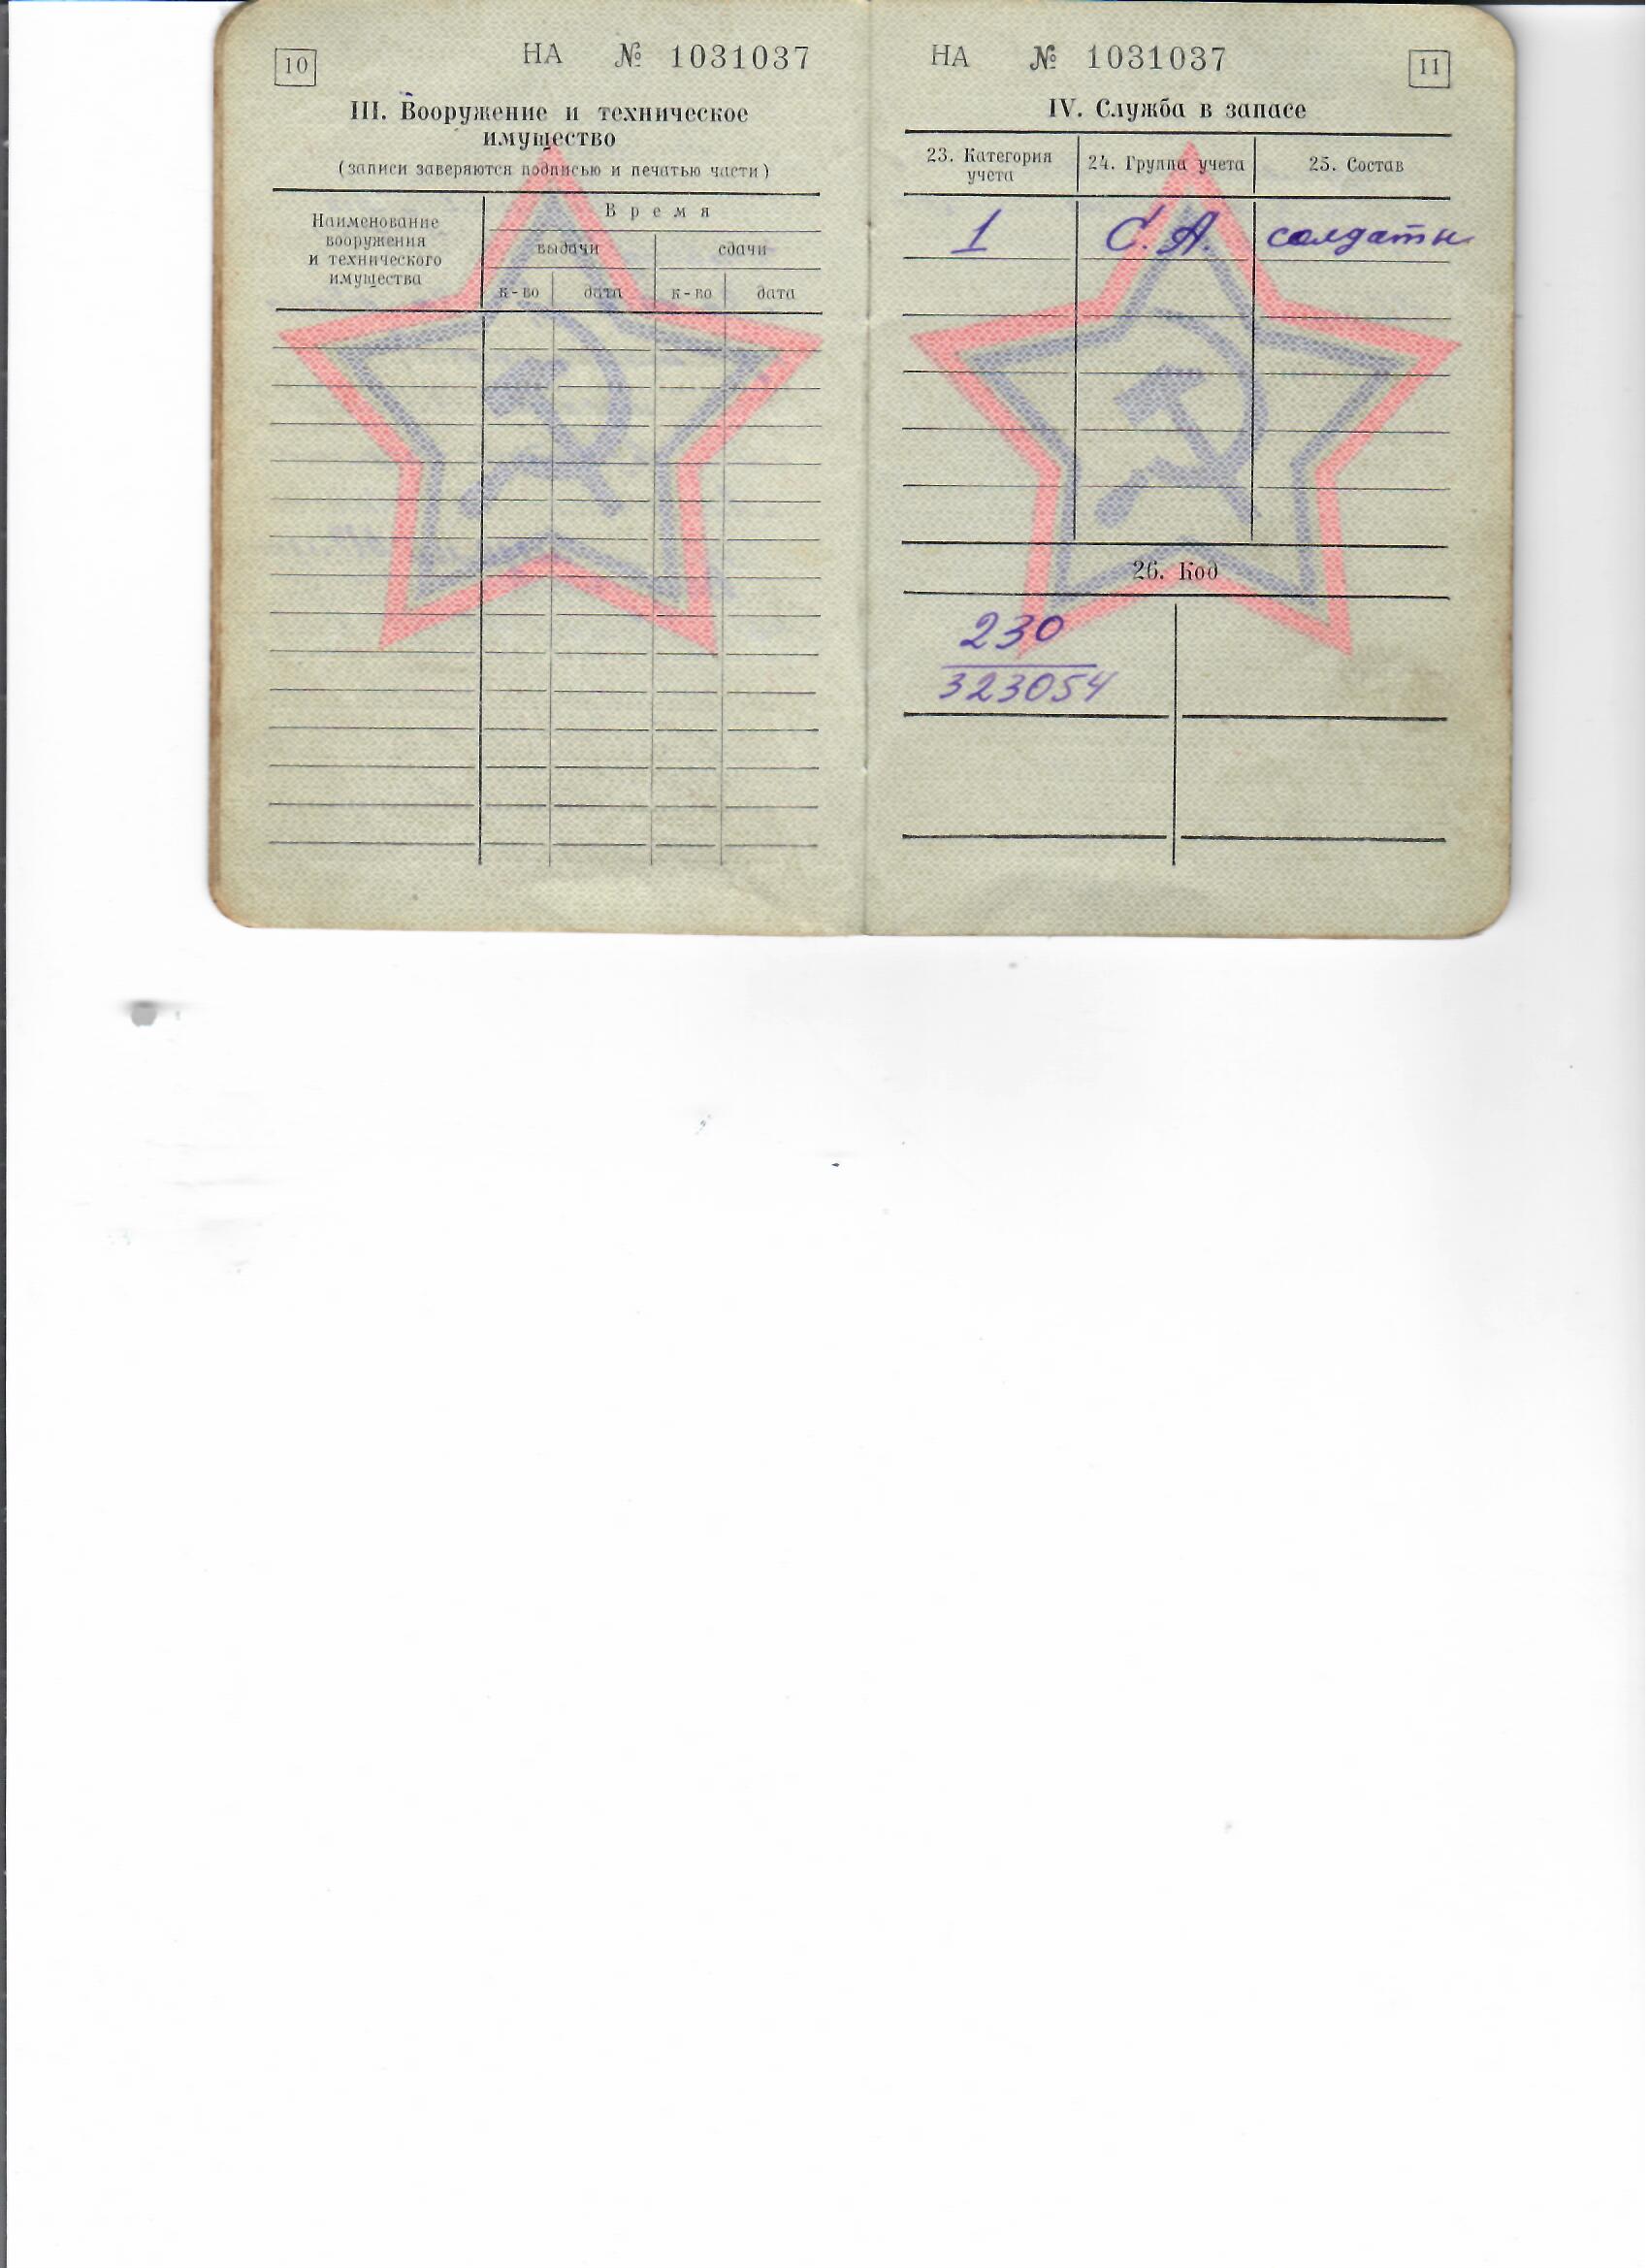 10
НА № 1031037
III. Вооружение и техническое
имущество
(записи заверяются подписью и печатью части)
Наименование
вооружения
и технического
имущества
Время
выдачи
сдачи
к-во
дата
к-во
дата
НА № 1031037
11
IV. Служба в запасе
23. Категория
учета
24. Группа учета
25. Состав
1
С. А.
солдаты
26. Код
230
323054